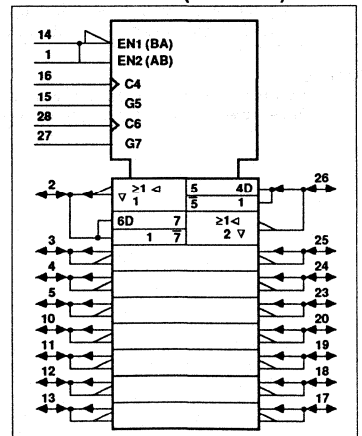 14 EN1 (BA)
1 EN2 (AB)
16 C4
15 G5
28 C6
27 G7
2 ≥1 ◁ 5 4D 26
▽ 1 5̅ 1
6D 7 ≥1 ◁
1 7̅ 2 ▽
3 25
4 24
5 23
10 20
11 19
12 18
13 17